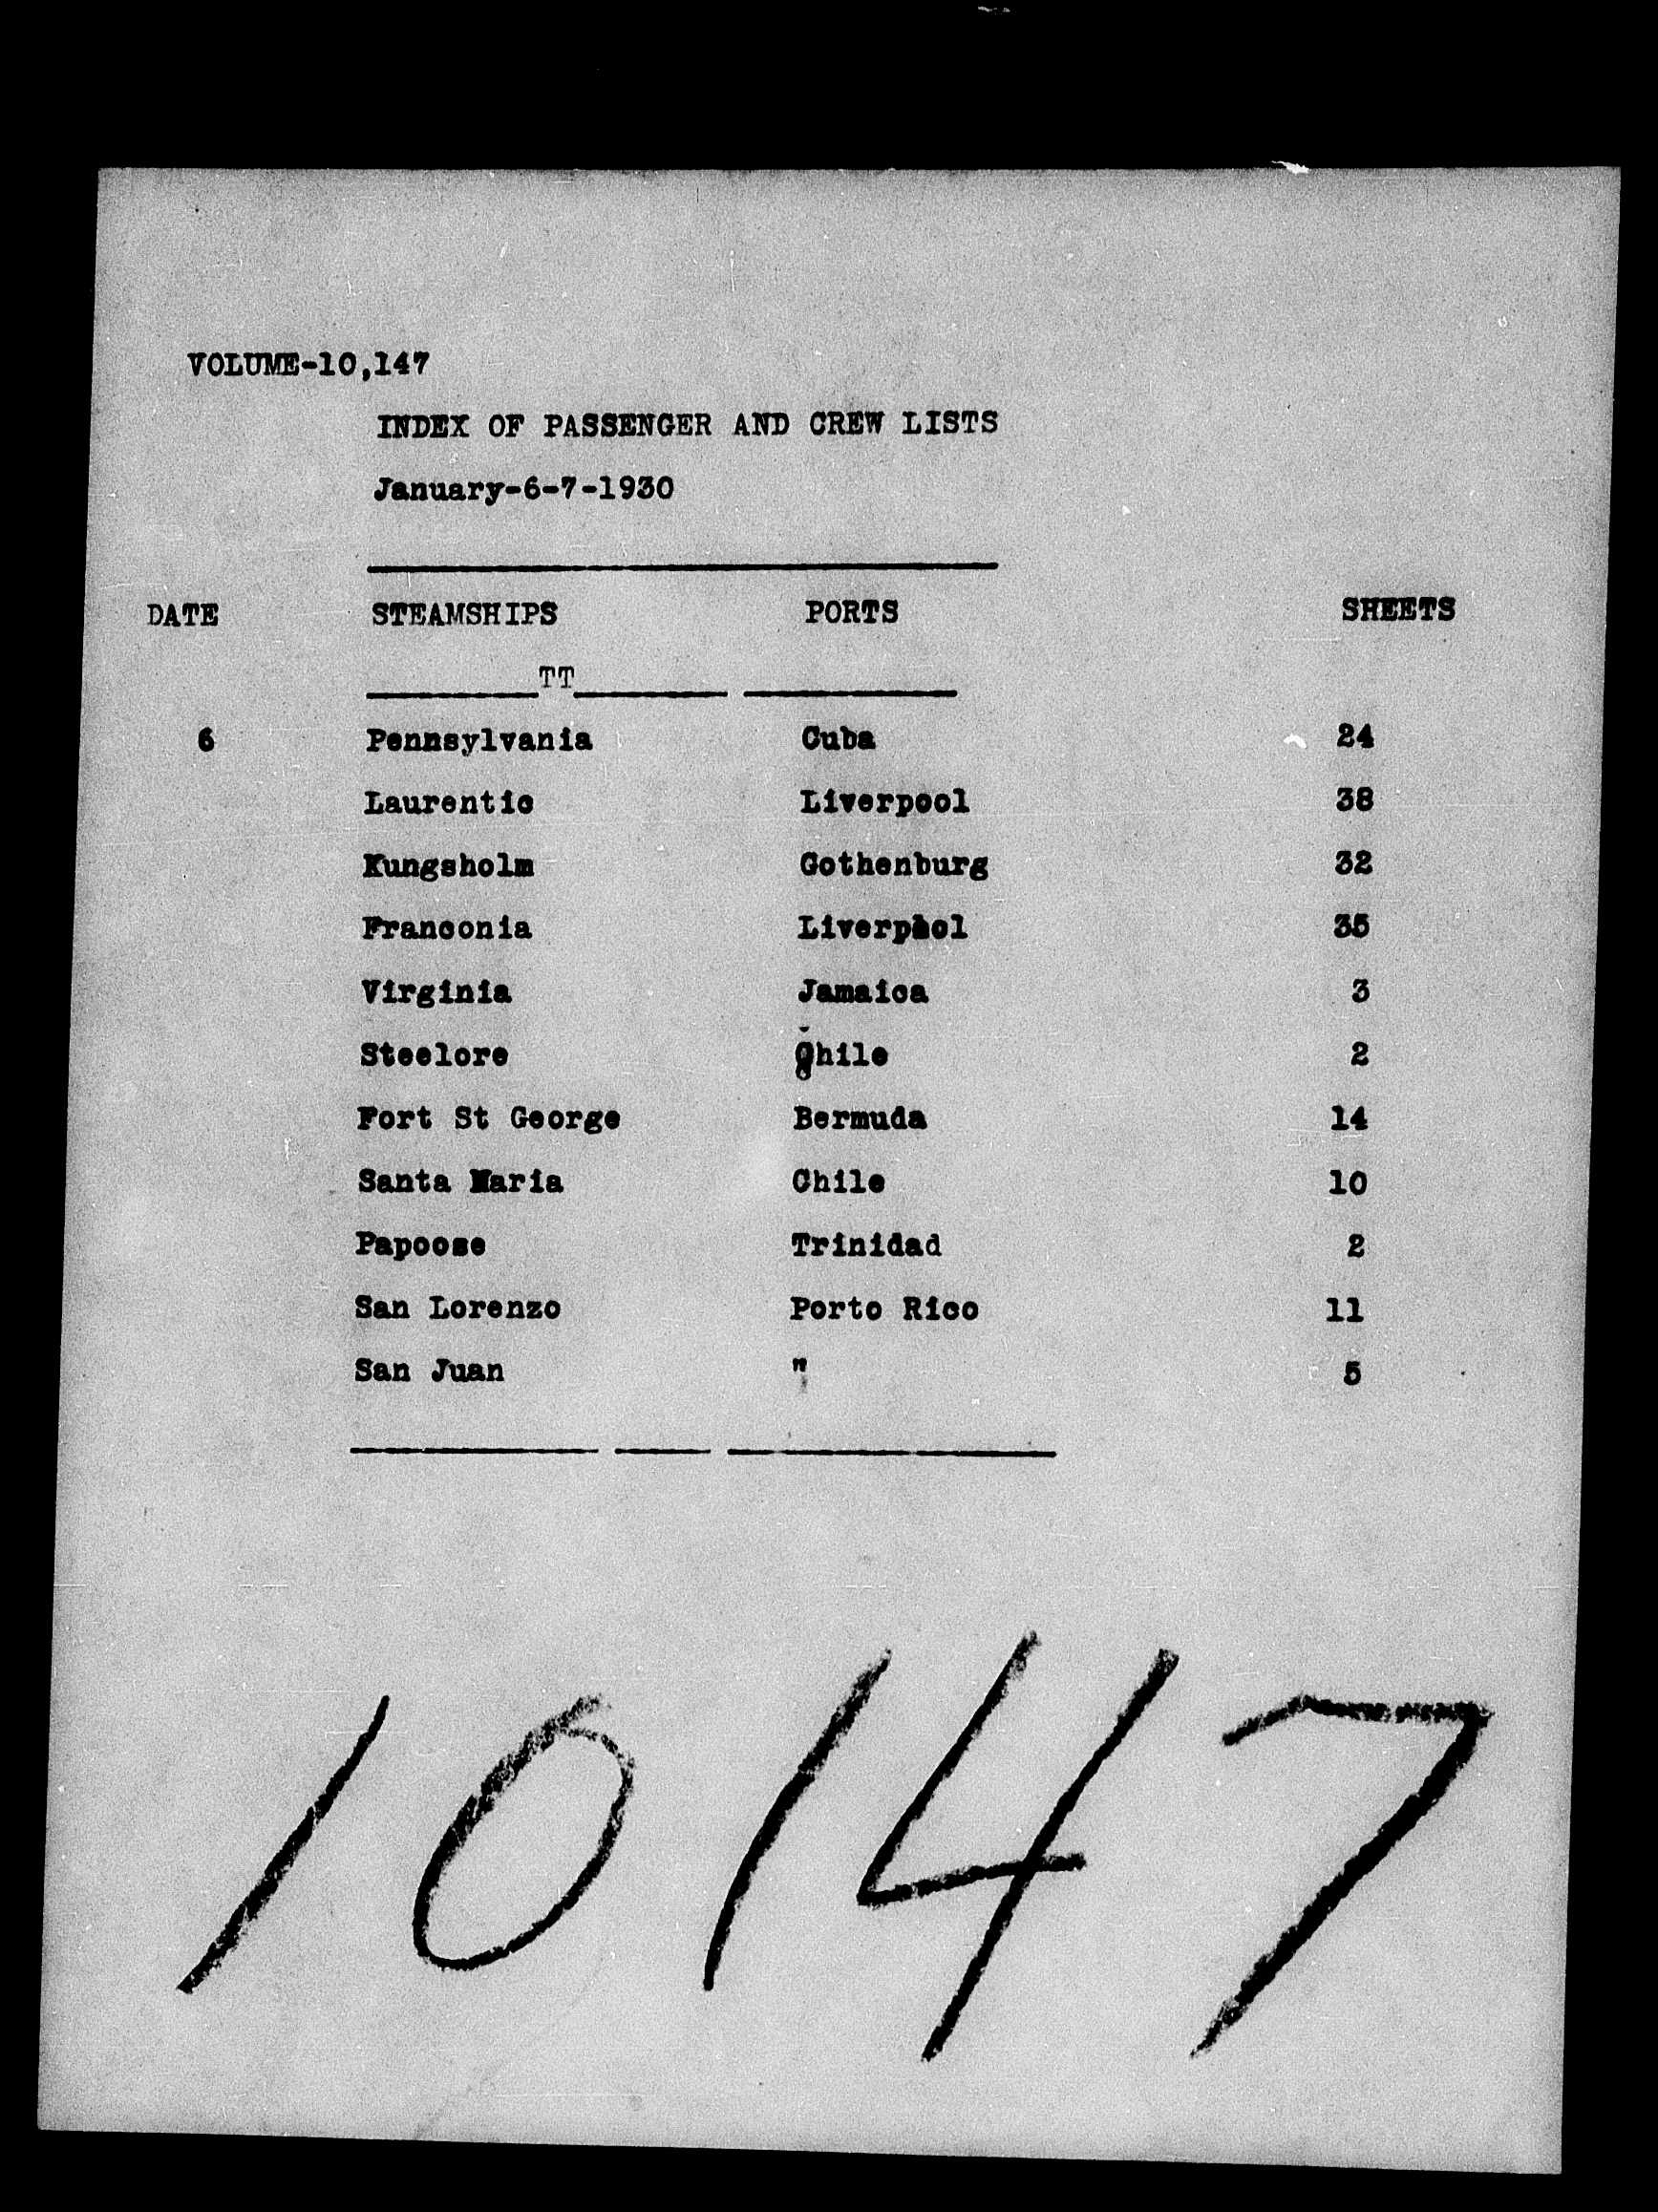 VOLUME-10,147
INDEX OF PASSENGER AND CREW LISTS
January-6-7-1930
DATE STEAMSHIPS PORTS SHEETS
TT
6 Pennsylvania Cuba 24
Laurentic Liverpool 38
Kungsholm Gothenburg 32
Franconia Liverpool 35
Virginia Jamaica 3
Steelore Chile 2
Fort St George Bermuda 14
Santa Maria Chile 10
Papoose Trinidad 2
San Lorenzo Porto Rico 11
San Juan " 5
10147